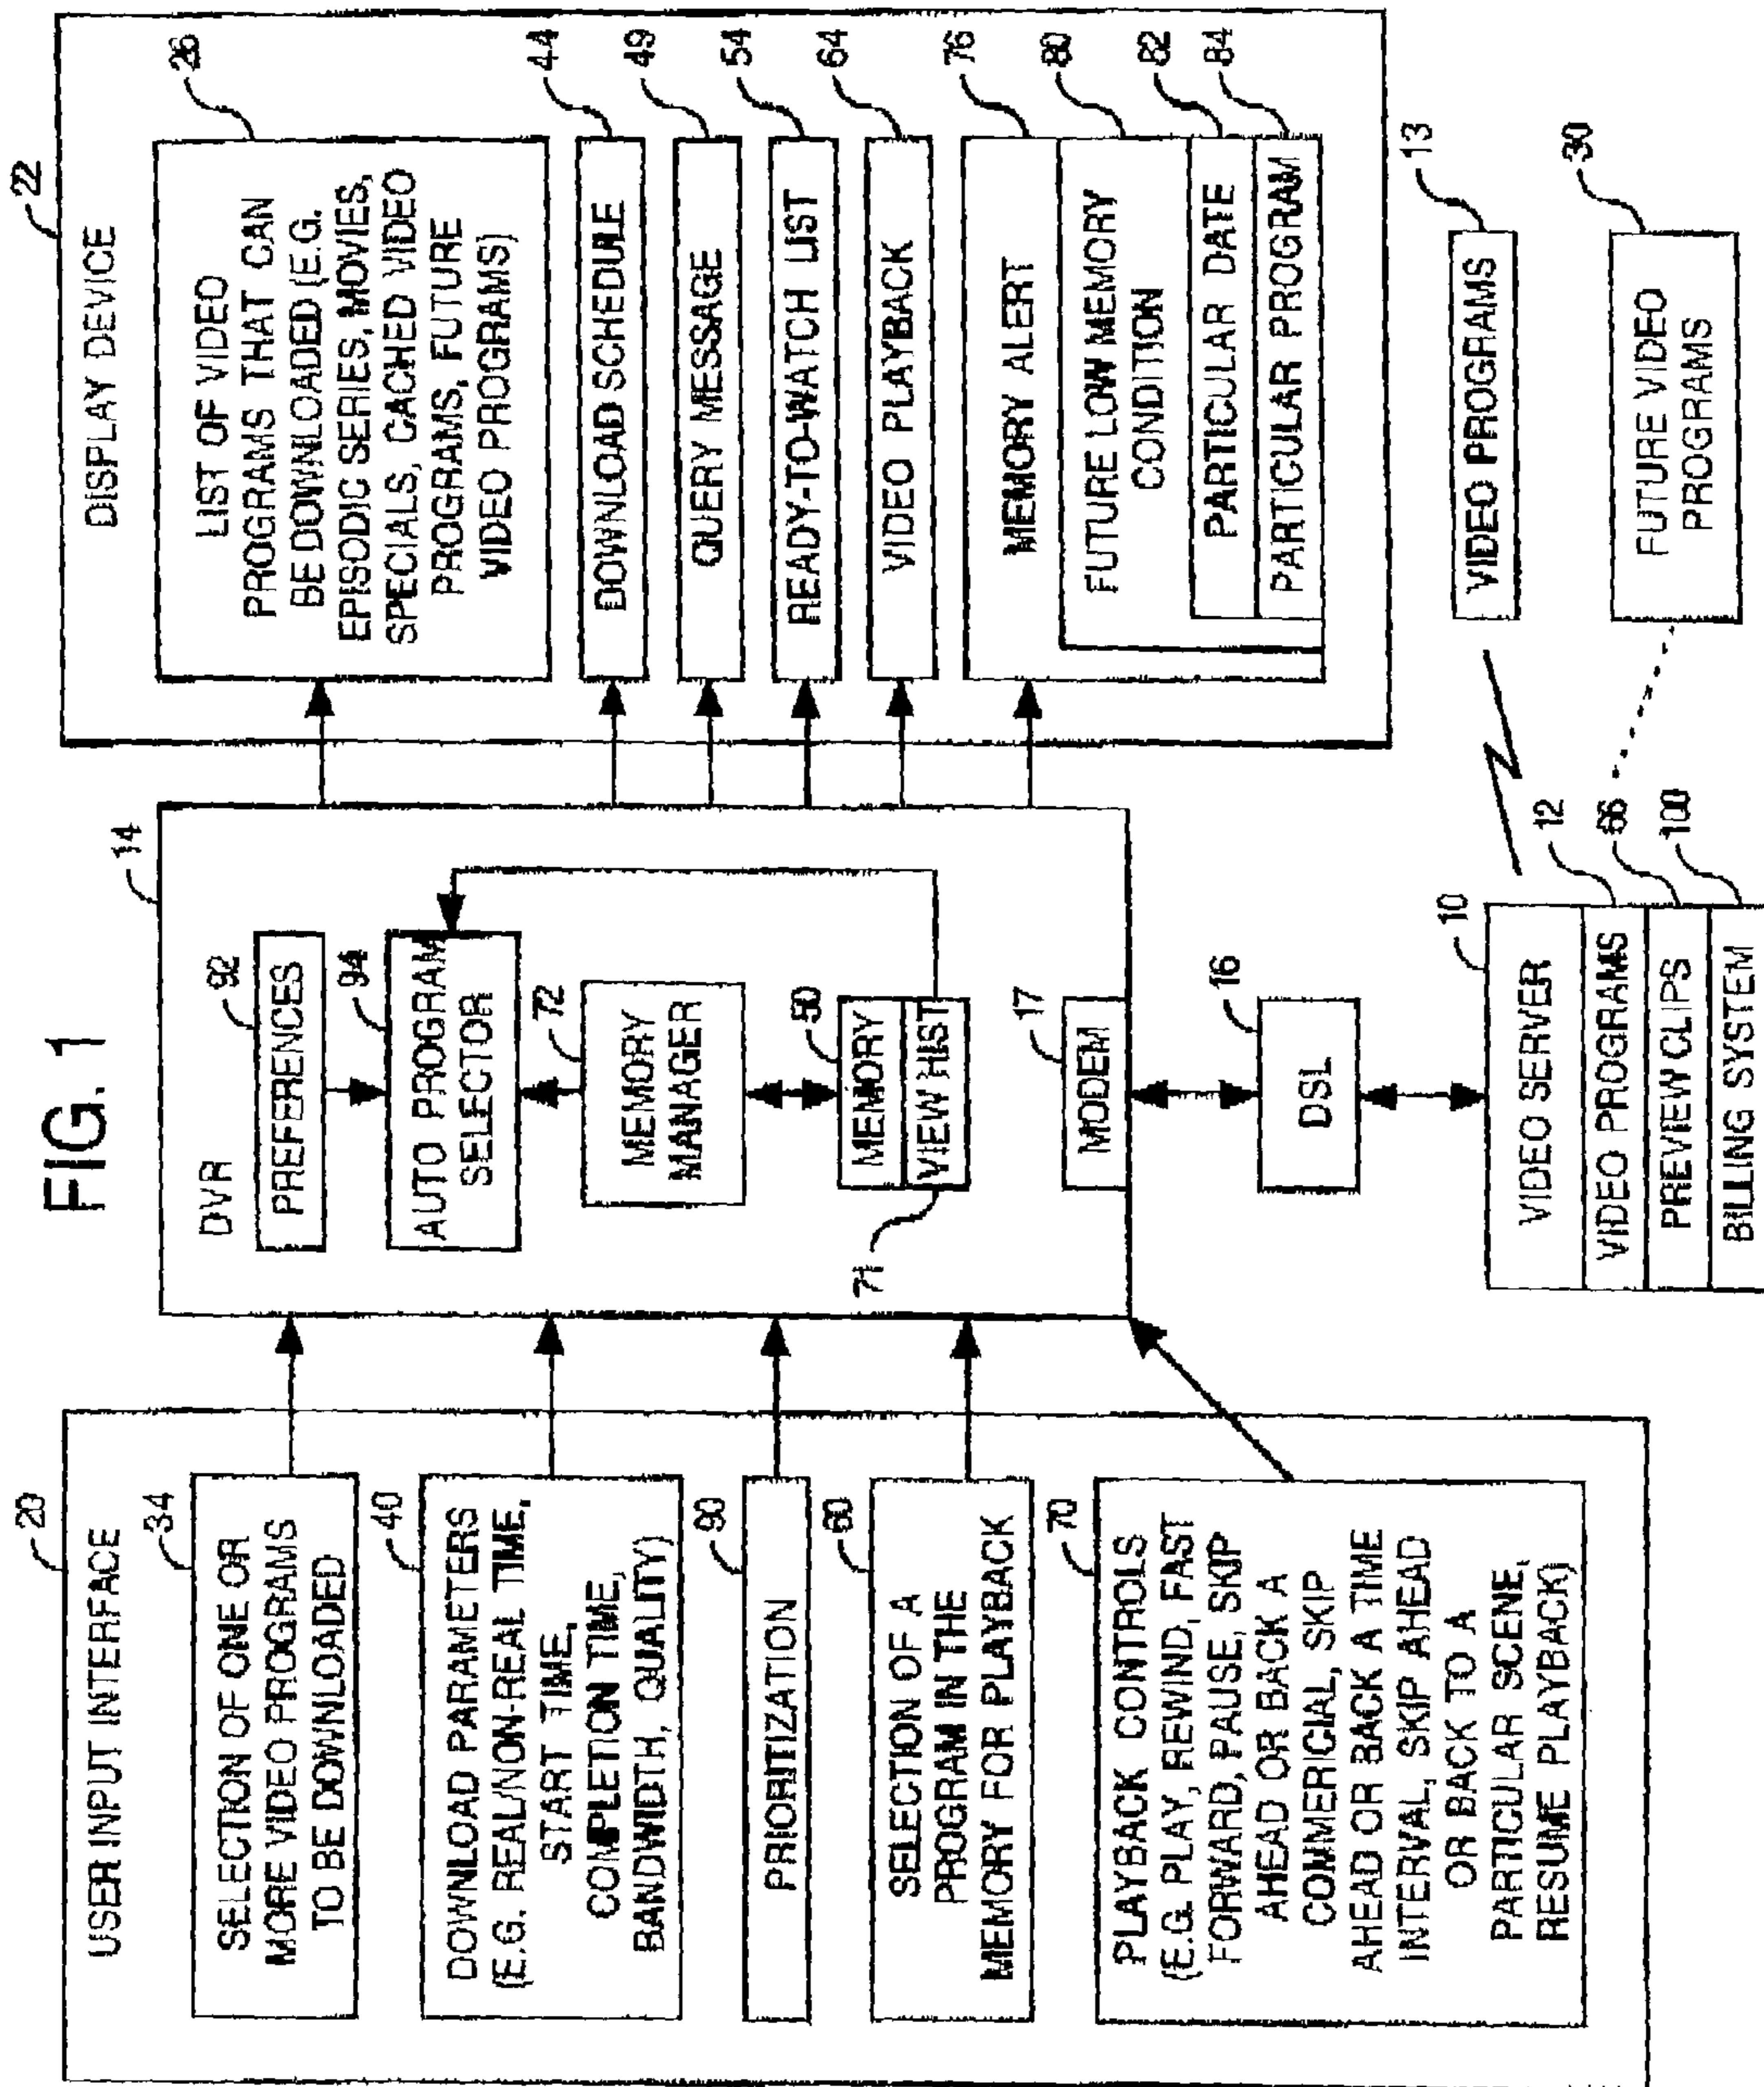 FIG. 1
20
USER INPUT INTERFACE
34
SELECTION OF ONE OR
MORE VIDEO PROGRAMS
TO BE DOWNLOADED
40
DOWNLOAD PARAMETERS
(E.G. REAL/NON-REAL TIME,
START TIME,
COMPLETION TIME,
BANDWIDTH, QUALITY)
90
PRIORITIZATION
60
SELECTION OF A
PROGRAM IN THE
MEMORY FOR PLAYBACK
70
PLAYBACK CONTROLS
(E.G. PLAY, REWIND, FAST
FORWARD, PAUSE, SKIP
AHEAD OR BACK A
COMMERICAL, SKIP
AHEAD OR BACK A TIME
INTERVAL, SKIP AHEAD
OR BACK TO A
PARTICULAR SCENE,
RESUME PLAYBACK)
14
DVR
92
PREFERENCES
94
AUTO PROGRAM
SELECTOR
72
MEMORY
MANAGER
50
MEMORY
VIEW HIST
71
17
MODEM
16
DSL
10
VIDEO SERVER
12
VIDEO PROGRAMS
66
PREVIEW CLIPS
100
BILLING SYSTEM
22
DISPLAY DEVICE
26
LIST OF VIDEO
PROGRAMS THAT CAN
BE DOWNLOADED (E.G.
EPISODIC SERIES, MOVIES,
SPECIALS, CACHED VIDEO
PROGRAMS, FUTURE
VIDEO PROGRAMS)
44
DOWNLOAD SCHEDULE
49
QUERY MESSAGE
54
READY-TO-WATCH LIST
64
VIDEO PLAYBACK
76
MEMORY ALERT
80
FUTURE LOW MEMORY
CONDITION
82
PARTICULAR DATE
84
PARTICULAR PROGRAM
13
VIDEO PROGRAMS
30
FUTURE VIDEO
PROGRAMS